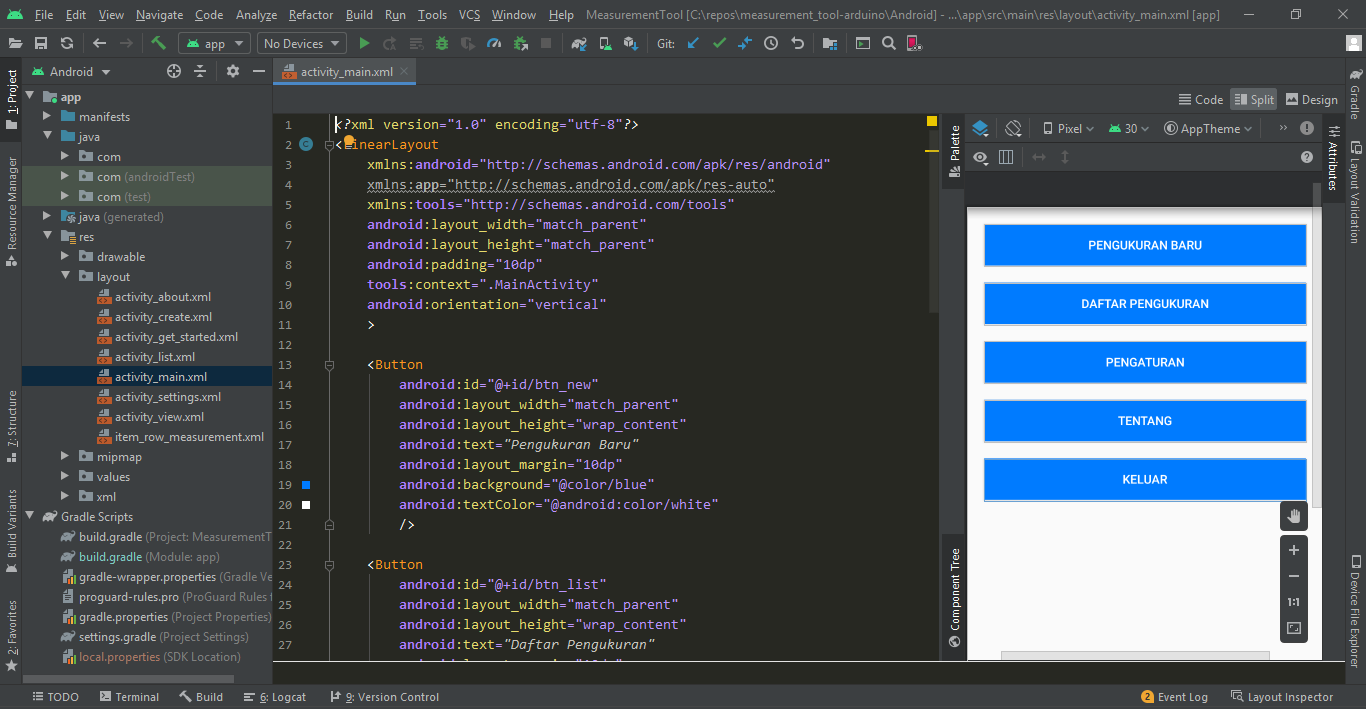 File Edit View Navigate Code Analyze Refactor Build Run Tools VCS Window Help MeasurementTool [C:\repos\measurement_tool-arduino\Android] - ...\app\src\main\res\layout\activity_main.xml [app]
app No Devices Git:
Android
activity_main.xml
Code Split Design
1: Project
Resource Manager
7: Structure
Build Variants
2: Favorites
app
manifests
java
com
com (androidTest)
com (test)
java (generated)
res
drawable
layout
activity_about.xml
activity_create.xml
activity_get_started.xml
activity_list.xml
activity_main.xml
activity_settings.xml
activity_view.xml
item_row_measurement.xml
mipmap
values
xml
Gradle Scripts
build.gradle (Project: MeasurementT
build.gradle (Module: app)
gradle-wrapper.properties (Gradle Ve
proguard-rules.pro (ProGuard Rules f
gradle.properties (Project Properties)
settings.gradle (Project Settings)
local.properties (SDK Location)
1 <?xml version="1.0" encoding="utf-8"?>
2 <LinearLayout
3 xmlns:android="http://schemas.android.com/apk/res/android"
4 xmlns:app="http://schemas.android.com/apk/res-auto"
5 xmlns:tools="http://schemas.android.com/tools"
6 android:layout_width="match_parent"
7 android:layout_height="match_parent"
8 android:padding="10dp"
9 tools:context=".MainActivity"
10 android:orientation="vertical"
11 >
12
13 <Button
14 android:id="@+id/btn_new"
15 android:layout_width="match_parent"
16 android:layout_height="wrap_content"
17 android:text="Pengukuran Baru"
18 android:layout_margin="10dp"
19 android:background="@color/blue"
20 android:textColor="@android:color/white"
21 />
22
23 <Button
24 android:id="@+id/btn_list"
25 android:layout_width="match_parent"
26 android:layout_height="wrap_content"
27 android:text="Daftar Pengukuran"
Palette
Component Tree
Pixel 30 AppTheme
PENGUKURAN BARU
DAFTAR PENGUKURAN
PENGATURAN
TENTANG
KELUAR
1:1
Attributes
Gradle
Layout Validation
Device File Explorer
TODO Terminal Build 6: Logcat 9: Version Control 2 Event Log Layout Inspector